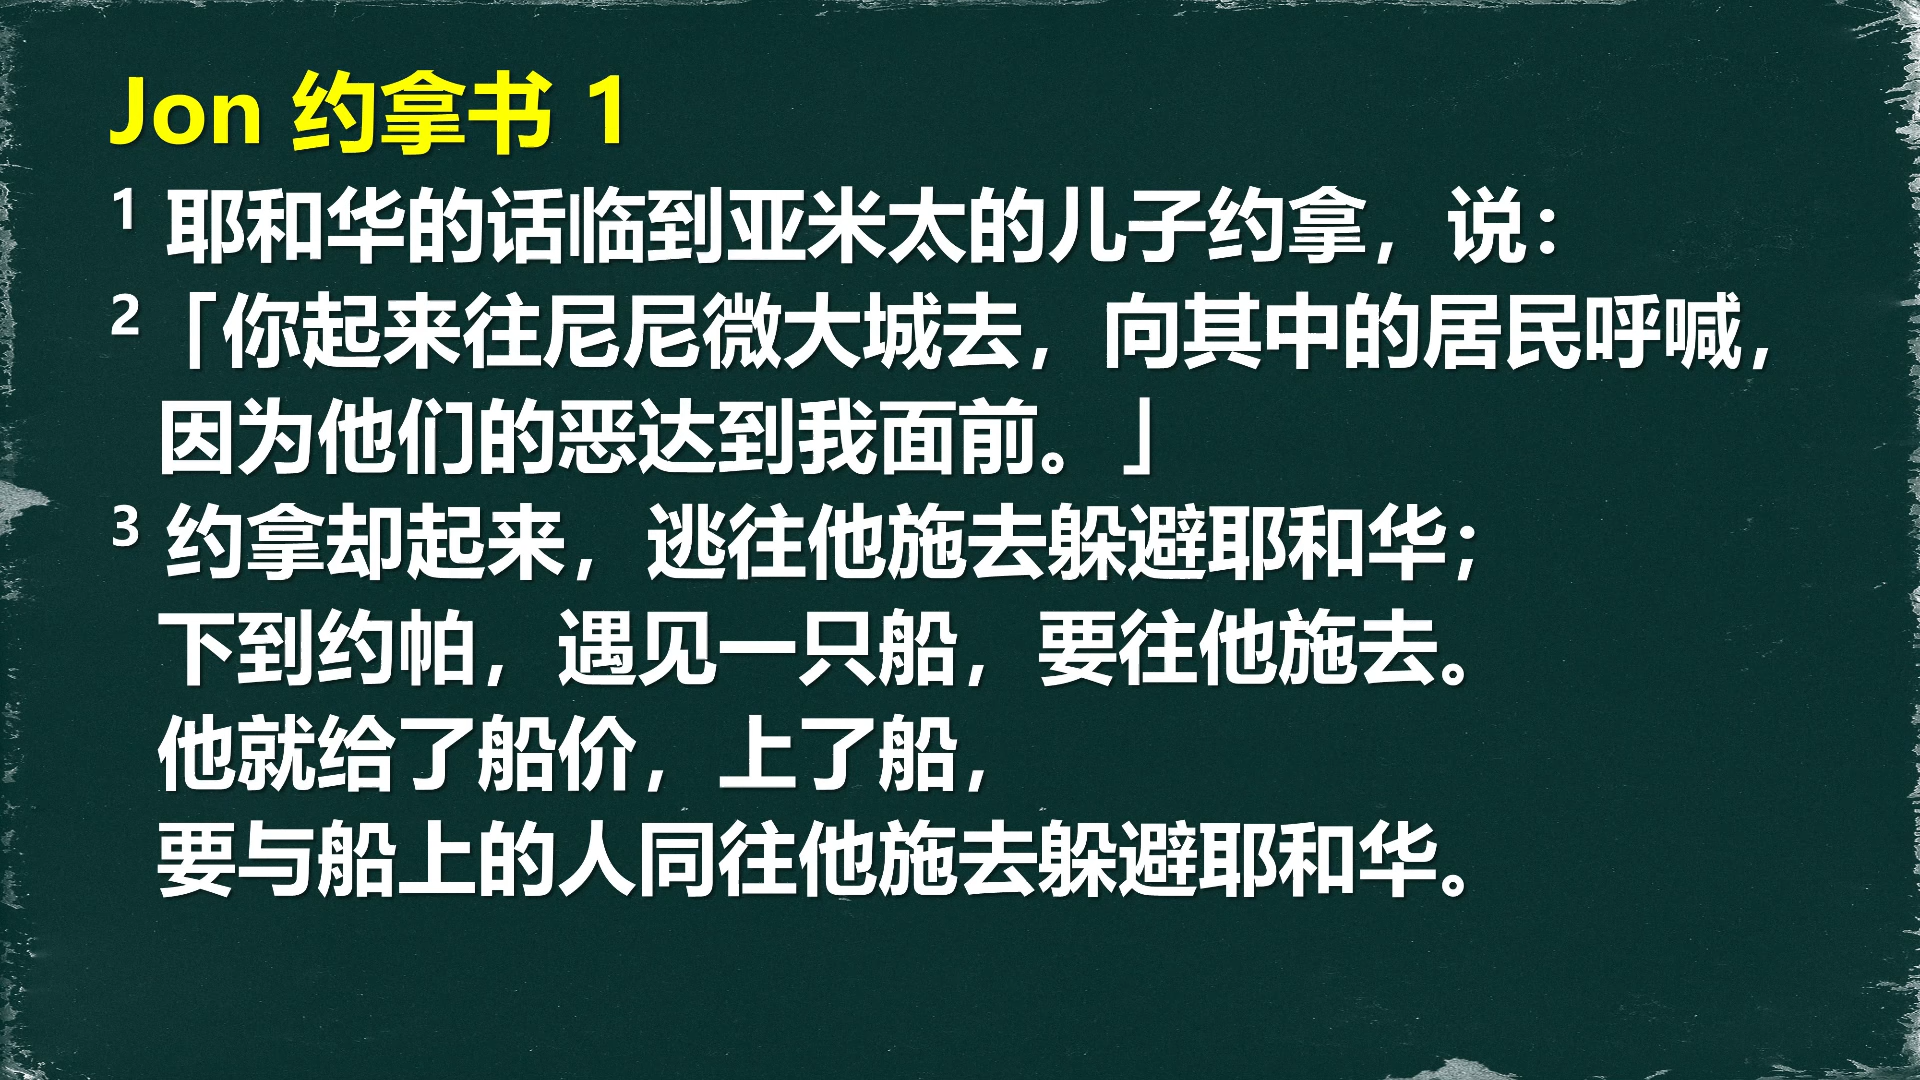 Jon 约拿书 1
1 耶和华的话临到亚米太的儿子约拿，说：
2「你起来往尼尼微大城去，向其中的居民呼喊，
因为他们的恶达到我面前。」
3 约拿却起来，逃往他施去躲避耶和华；
下到约帕，遇见一只船，要往他施去。
他就给了船价，上了船，
要与船上的人同往他施去躲避耶和华。